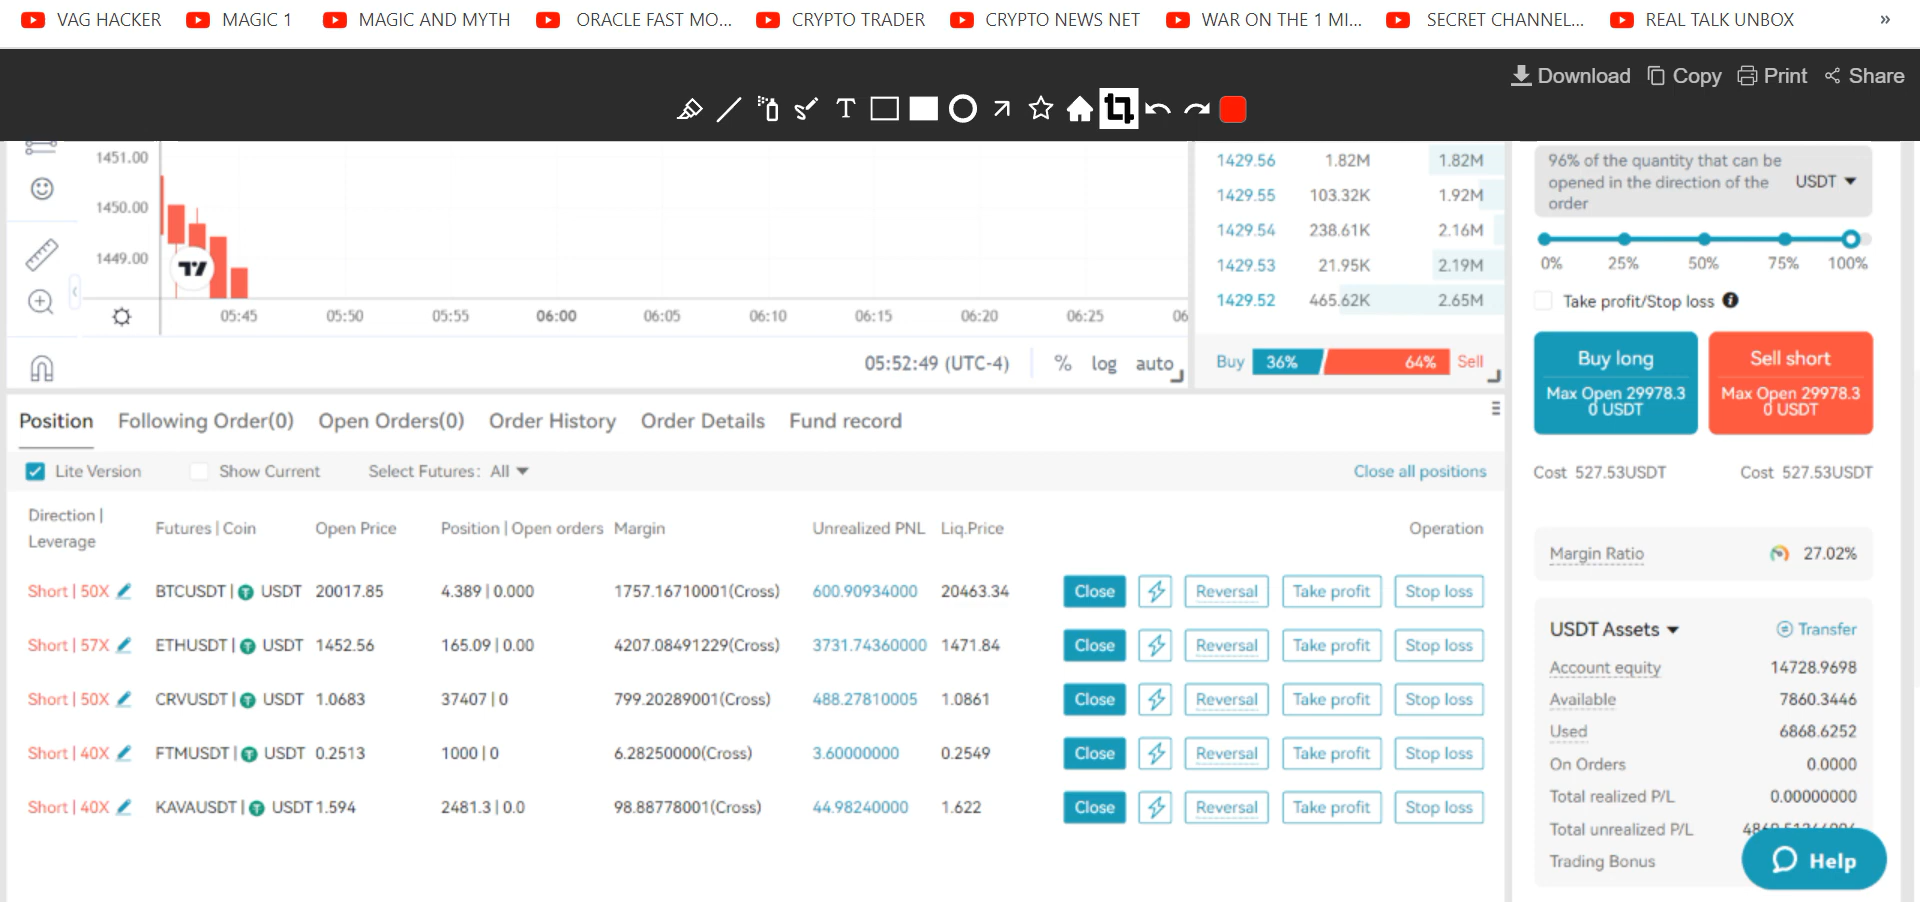 VAG HACKER MAGIC 1 MAGIC AND MYTH ORACLE FAST MO... CRYPTO TRADER CRYPTO NEWS NET WAR ON THE 1 MI... SECRET CHANNEL... REAL TALK UNBOX »
Download Copy Print Share
T
1451.00
1450.00
1449.00
05:45 05:50 05:55 06:00 06:05 06:10 06:15 06:20 06:25 06
05:52:49 (UTC-4) % log auto
1429.56 1.82M 1.82M
1429.55 103.32K 1.92M
1429.54 238.61K 2.16M
1429.53 21.95K 2.19M
1429.52 465.62K 2.65M
Buy 36% 64% Sell
96% of the quantity that can be
opened in the direction of the
order
USDT
0% 25% 50% 75% 100%
Take profit/Stop loss
Buy long
Max Open 29978.3
0 USDT
Sell short
Max Open 29978.3
0 USDT
Cost 527.53USDT Cost 527.53USDT
Margin Ratio 27.02%
USDT Assets Transfer
Account equity 14728.9698
Available 7860.3446
Used 6868.6252
On Orders 0.0000
Total realized P/L 0.00000000
Total unrealized P/L
Trading Bonus
Help
Position Following Order(0) Open Orders(0) Order History Order Details Fund record
Lite Version Show Current Select Futures: All Close all positions
Direction |
Leverage
Futures | Coin Open Price Position | Open orders Margin Unrealized PNL Liq.Price Operation
Short | 50X BTCUSDT | USDT 20017.85 4.389 | 0.000 1757.16710001(Cross) 600.90934000 20463.34 Close Reversal Take profit Stop loss
Short | 57X ETHUSDT | USDT 1452.56 165.09 | 0.00 4207.08491229(Cross) 3731.74360000 1471.84 Close Reversal Take profit Stop loss
Short | 50X CRVUSDT | USDT 1.0683 37407 | 0 799.20289001(Cross) 488.27810005 1.0861 Close Reversal Take profit Stop loss
Short | 40X FTMUSDT | USDT 0.2513 1000 | 0 6.28250000(Cross) 3.60000000 0.2549 Close Reversal Take profit Stop loss
Short | 40X KAVAUSDT | USDT 1.594 2481.3 | 0.0 98.88778001(Cross) 44.98240000 1.622 Close Reversal Take profit Stop loss